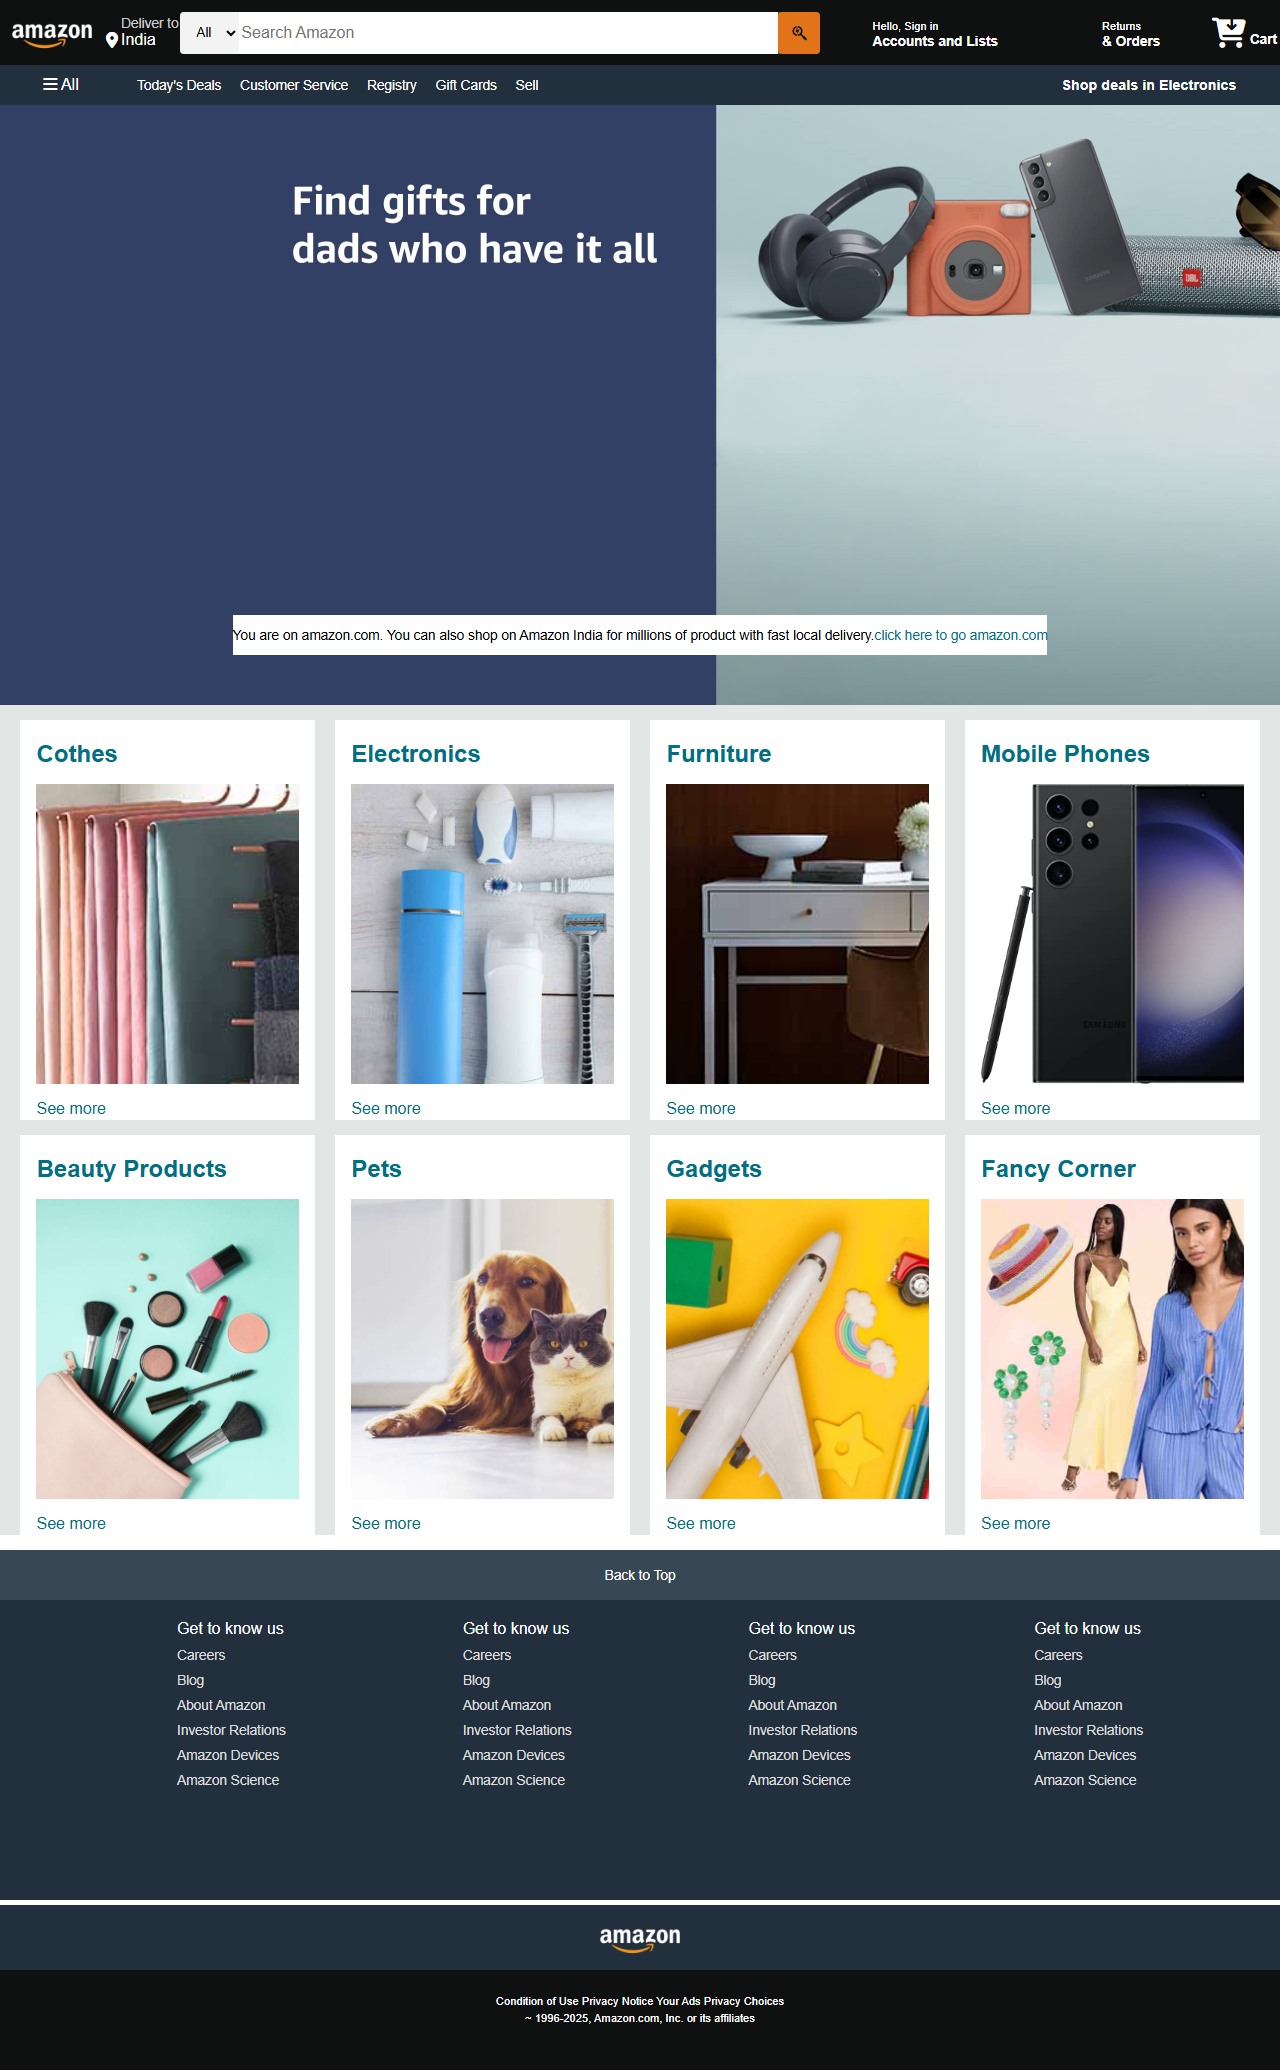 amazon
Deliver to
India
All
Search Amazon
Hello, Sign in
Accounts and Lists
Returns
& Orders
Cart
All
Today's Deals
Customer Service
Registry
Gift Cards
Sell
Shop deals in Electronics
Find gifts for
dads who have it all
SAMSUNG
JBL
You are on amazon.com. You can also shop on Amazon India for millions of product with fast local delivery.click here to go amazon.com
Cothes
Electronics
Furniture
Mobile Phones
SAMSUNG
See more
See more
See more
See more
Beauty Products
Pets
Gadgets
Fancy Corner
See more
See more
See more
See more
Back to Top
Get to know us
Careers
Blog
About Amazon
Investor Relations
Amazon Devices
Amazon Science
Get to know us
Careers
Blog
About Amazon
Investor Relations
Amazon Devices
Amazon Science
Get to know us
Careers
Blog
About Amazon
Investor Relations
Amazon Devices
Amazon Science
Get to know us
Careers
Blog
About Amazon
Investor Relations
Amazon Devices
Amazon Science
amazon
Condition of Use Privacy Notice Your Ads Privacy Choices
~ 1996-2025, Amazon.com, Inc. or its affiliates